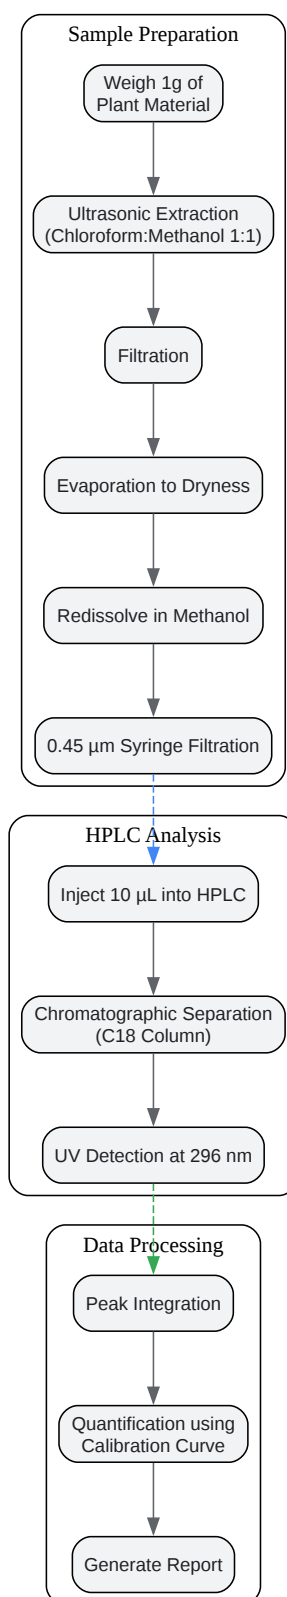 Sample Preparation
Weigh 1g of
Plant Material
Ultrasonic Extraction
(Chloroform:Methanol 1:1)
Filtration
Evaporation to Dryness
Redissolve in Methanol
0.45 µm Syringe Filtration
HPLC Analysis
Inject 10 µL into HPLC
Chromatographic Separation
(C18 Column)
UV Detection at 296 nm
Data Processing
Peak Integration
Quantification using
Calibration Curve
Generate Report